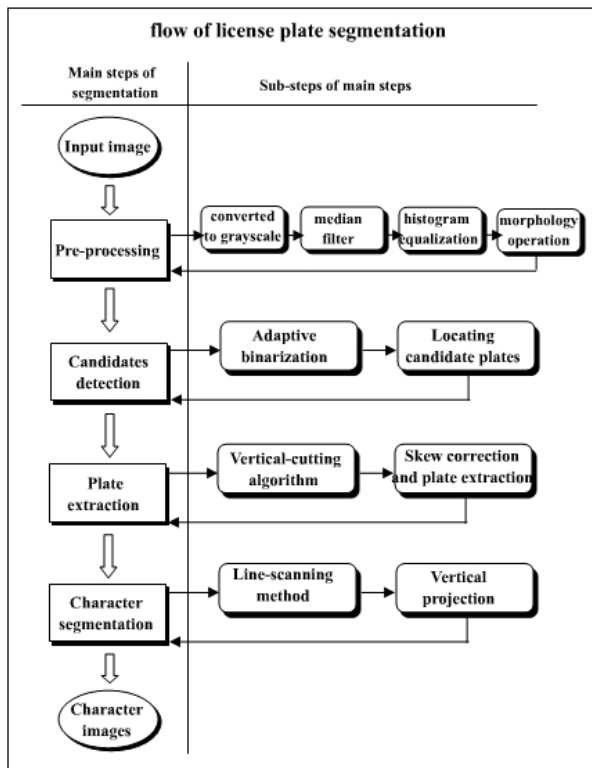 flow of license plate segmentation
Main steps of
segmentation
Sub-steps of main steps
Input image
Pre-processing
converted
to grayscale
median
filter
histogram
equalization
morphology
operation
Candidates
detection
Adaptive
binarization
Locating
candidate plates
Plate
extraction
Vertical-cutting
algorithm
Skew correction
and plate extraction
Character
segmentation
Line-scanning
method
Vertical
projection
Character
images